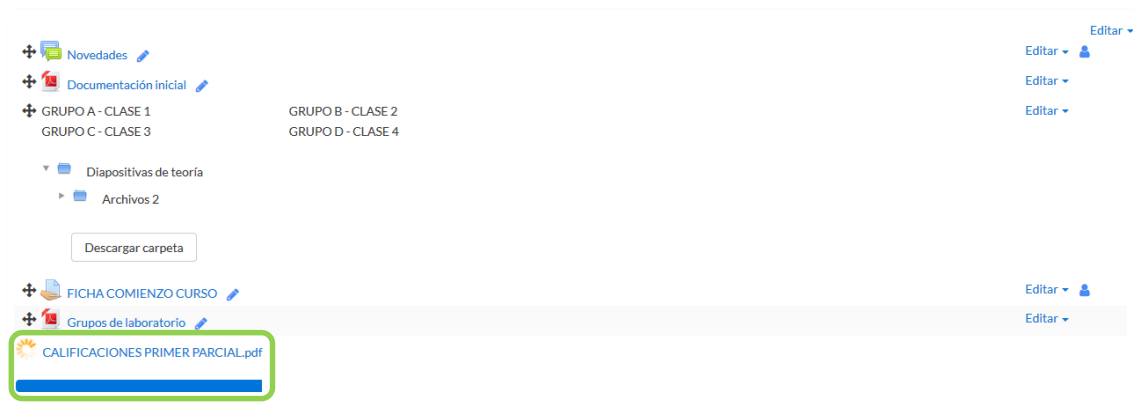 Editar
Novedades Editar
Documentación inicial Editar
GRUPO A - CLASE 1 GRUPO B - CLASE 2 Editar
GRUPO C - CLASE 3 GRUPO D - CLASE 4
Diapositivas de teoría
Archivos 2
Descargar carpeta
FICHA COMIENZO CURSO Editar
Grupos de laboratorio Editar
CALIFICACIONES PRIMER PARCIAL.pdf